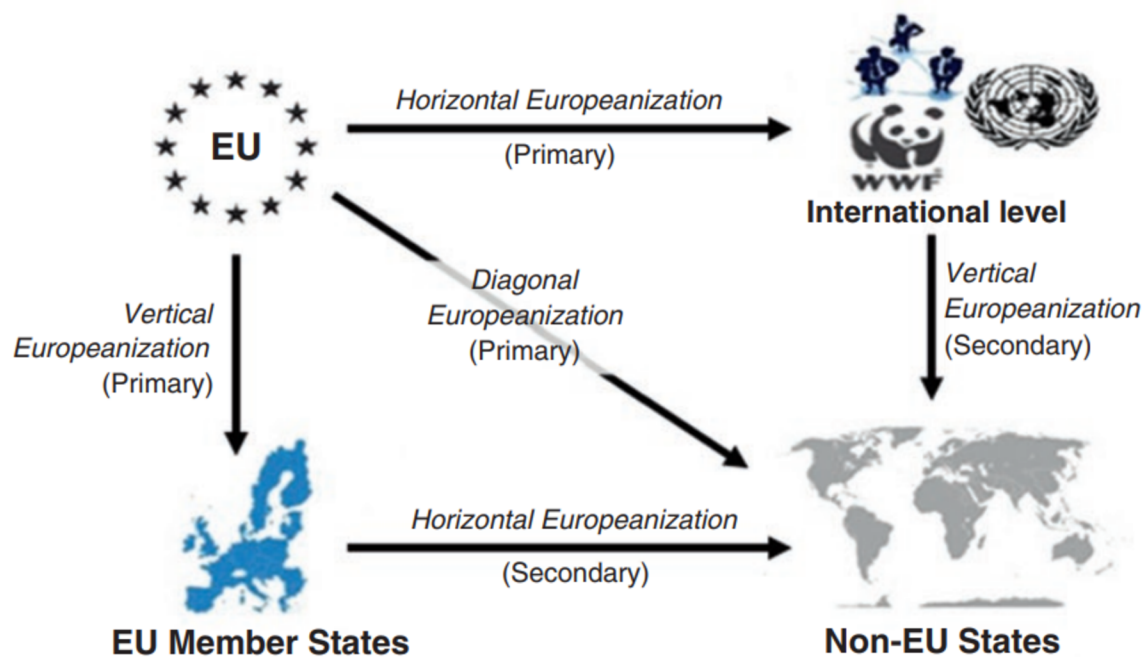 EU
Horizontal Europeanization
(Primary)
WWF
International level
Vertical
Europeanization
(Primary)
Diagonal
Europeanization
(Primary)
Vertical
Europeanization
(Secondary)
Horizontal Europeanization
(Secondary)
EU Member States
Non-EU States